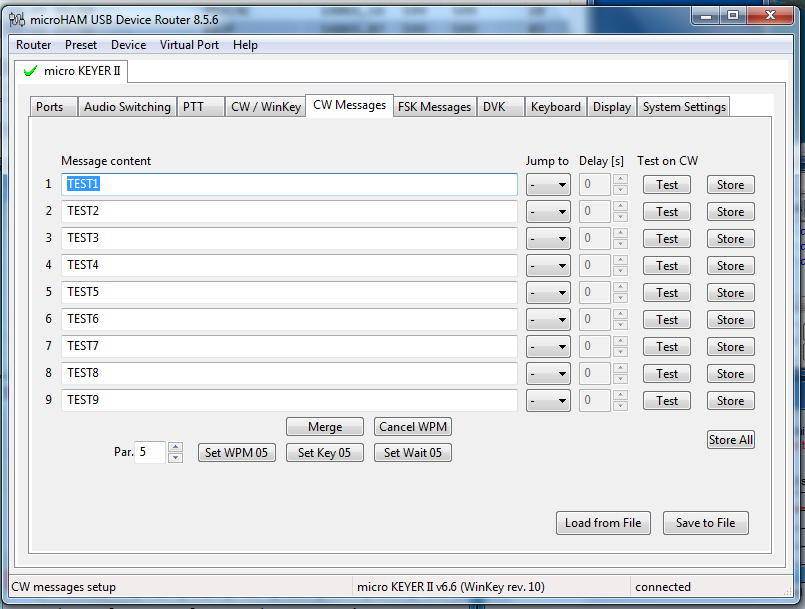 microHAM USB Device Router 8.5.6
Router Preset Device Virtual Port Help
micro KEYER II
Ports Audio Switching PTT CW / WinKey CW Messages FSK Messages DVK Keyboard Display System Settings
Message content Jump to Delay [s] Test on CW
1 TEST1 - 0 Test Store
2 TEST2 - 0 Test Store
3 TEST3 - 0 Test Store
4 TEST4 - 0 Test Store
5 TEST5 - 0 Test Store
6 TEST6 - 0 Test Store
7 TEST7 - 0 Test Store
8 TEST8 - 0 Test Store
9 TEST9 - 0 Test Store
Merge Cancel WPM
Store All
Par. 5 Set WPM 05 Set Key 05 Set Wait 05
Load from File Save to File
CW messages setup micro KEYER II v6.6 (WinKey rev. 10) connected